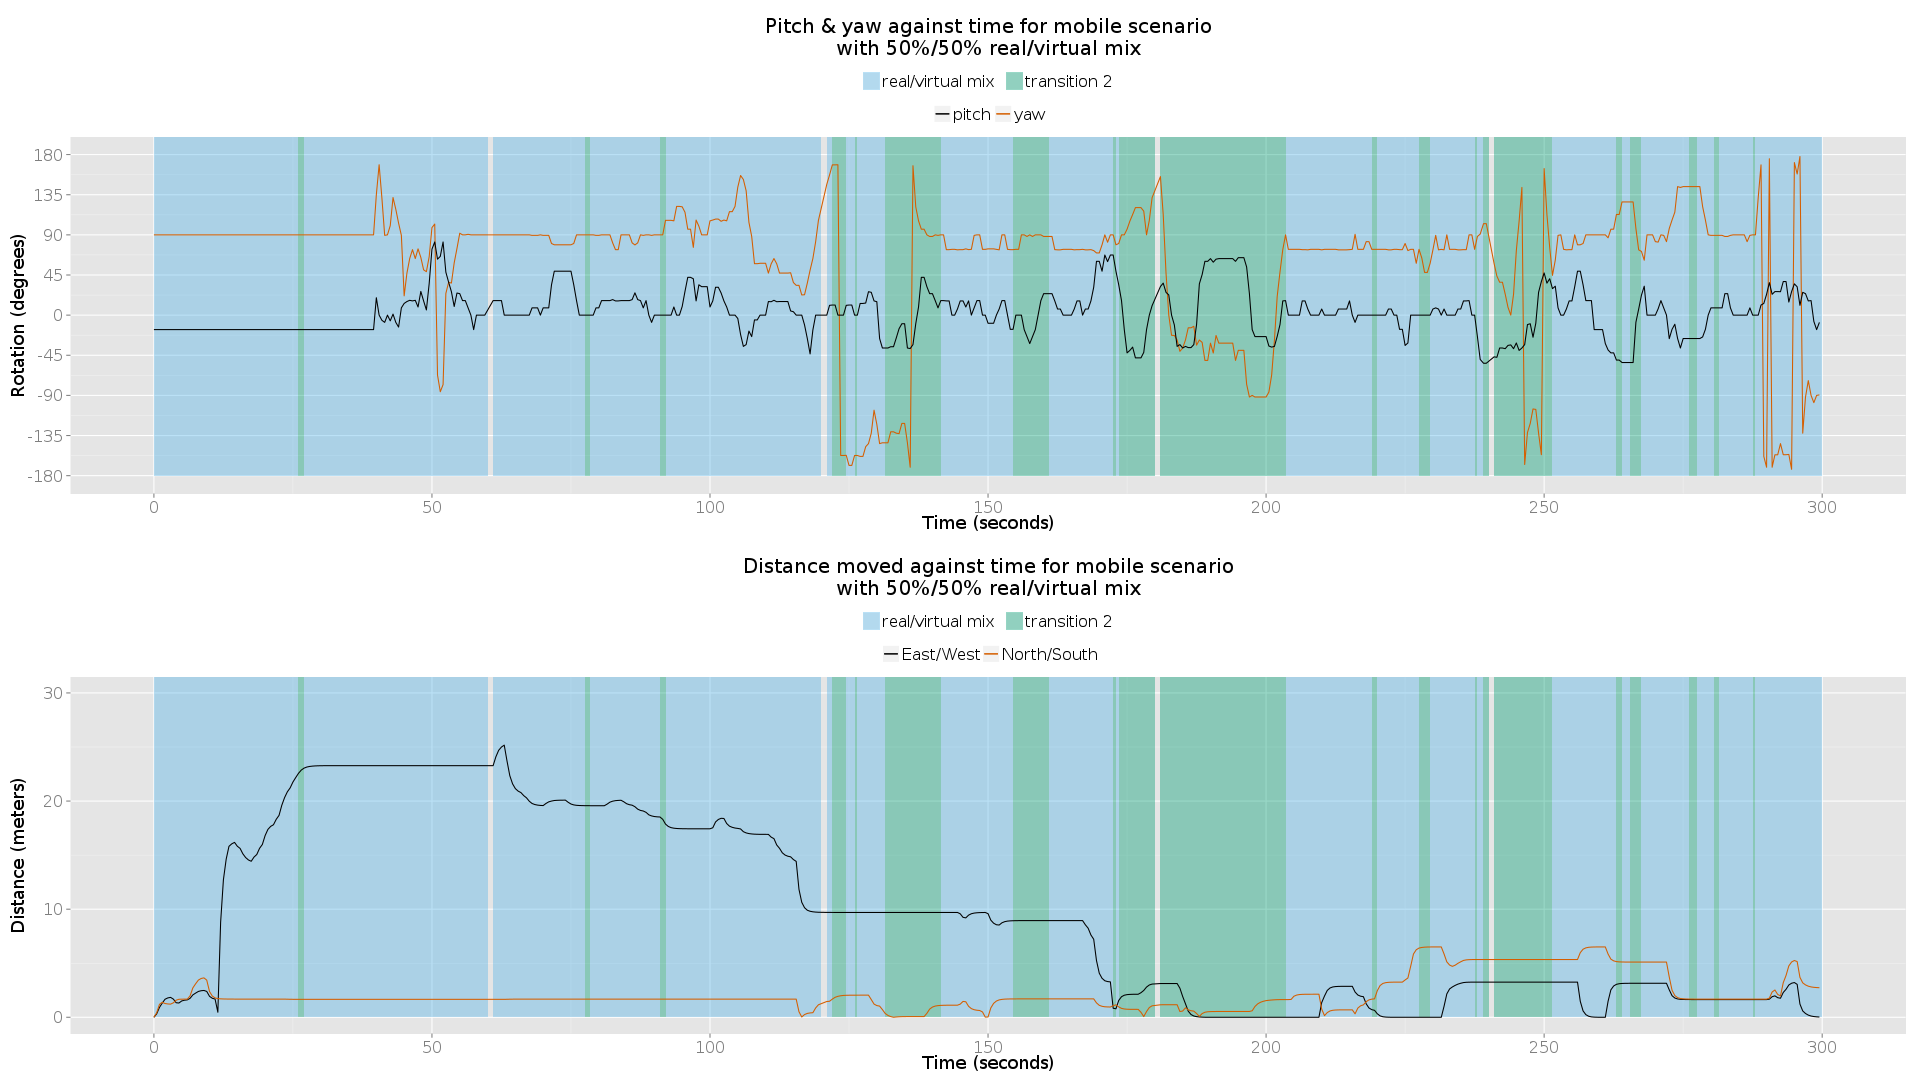 Pitch & yaw against time for mobile scenario
with 50%/50% real/virtual mix
real/virtual mix transition 2
pitch yaw
Rotation (degrees)
180
135
90
45
0
-45
-90
-135
-180
0 50 100 150 200 250 300
Time (seconds)
Distance moved against time for mobile scenario
with 50%/50% real/virtual mix
real/virtual mix transition 2
East/West North/South
Distance (meters)
30
20
10
0
0 50 100 150 200 250 300
Time (seconds)